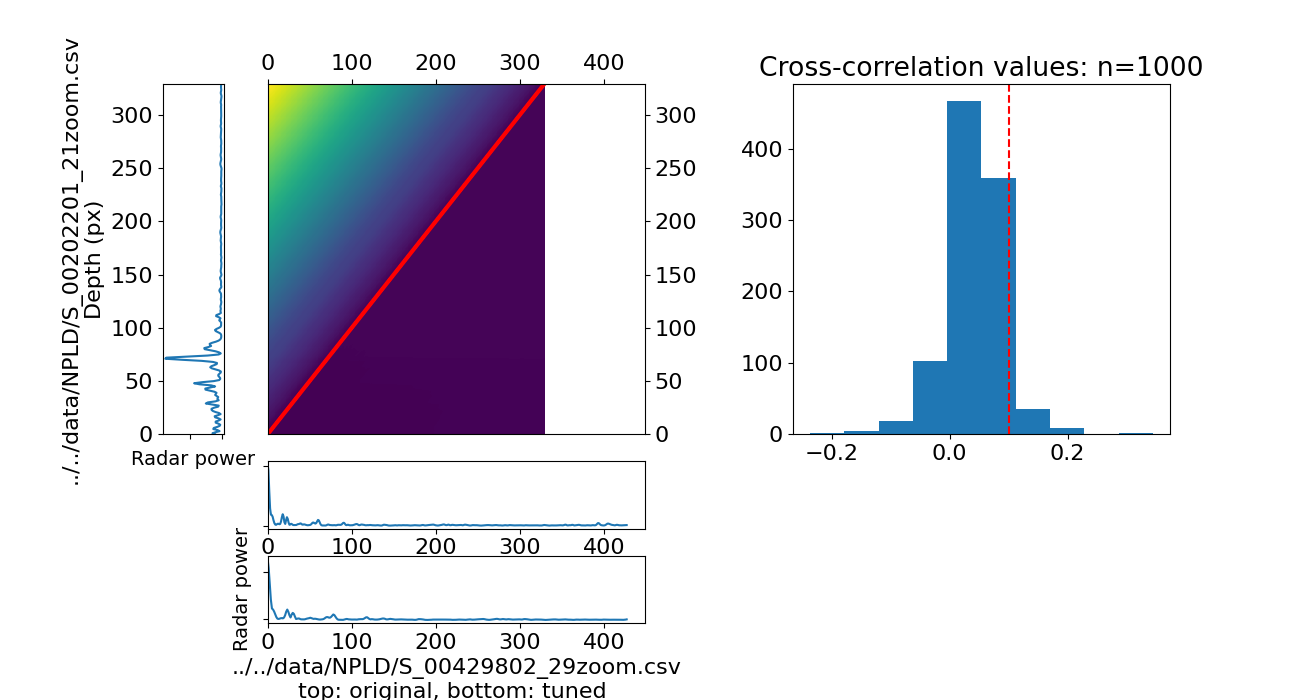 0 100 200 300 400
Cross-correlation values: n=1000
../../data/NPLD/S_00202201_21zoom.csv
Depth (px)
300
250
200
150
100
50
0
300
250
200
150
100
50
0
400
300
200
100
0
−0.2 0.0 0.2
Radar power
0 100 200 300 400
Radar power
0 100 200 300 400
../../data/NPLD/S_00429802_29zoom.csv
top: original, bottom: tuned